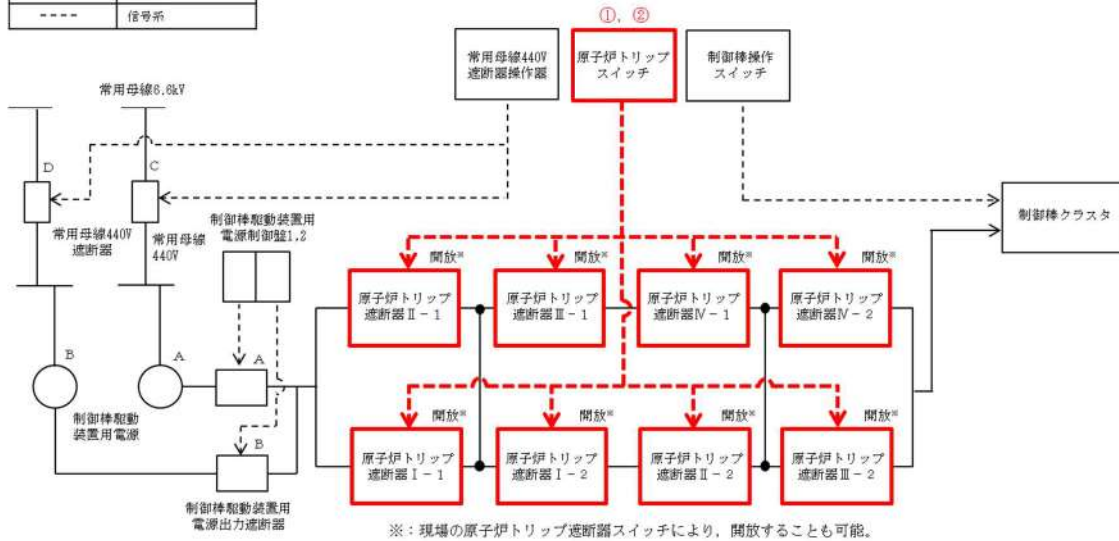 信号系
①，②
常用母線440V
遮断器操作器
原子炉トリップ
スイッチ
制御棒操作
スイッチ
常用母線6.6kV
D
C
常用母線440V
遮断器
常用母線
440V
制御棒駆動装置用
電源制御盤1,2
制御棒クラスタ
開放※
開放※
開放※
開放※
原子炉トリップ
遮断器Ⅱ－1
原子炉トリップ
遮断器Ⅲ－1
原子炉トリップ
遮断器Ⅳ－1
原子炉トリップ
遮断器Ⅳ－2
B
A
A
制御棒駆動
装置用電源
B
開放※
開放※
開放※
開放※
原子炉トリップ
遮断器Ⅰ－1
原子炉トリップ
遮断器Ⅰ－2
原子炉トリップ
遮断器Ⅱ－2
原子炉トリップ
遮断器Ⅲ－2
制御棒駆動装置用
電源出力遮断器
※：現場の原子炉トリップ遮断器スイッチにより，開放することも可能。